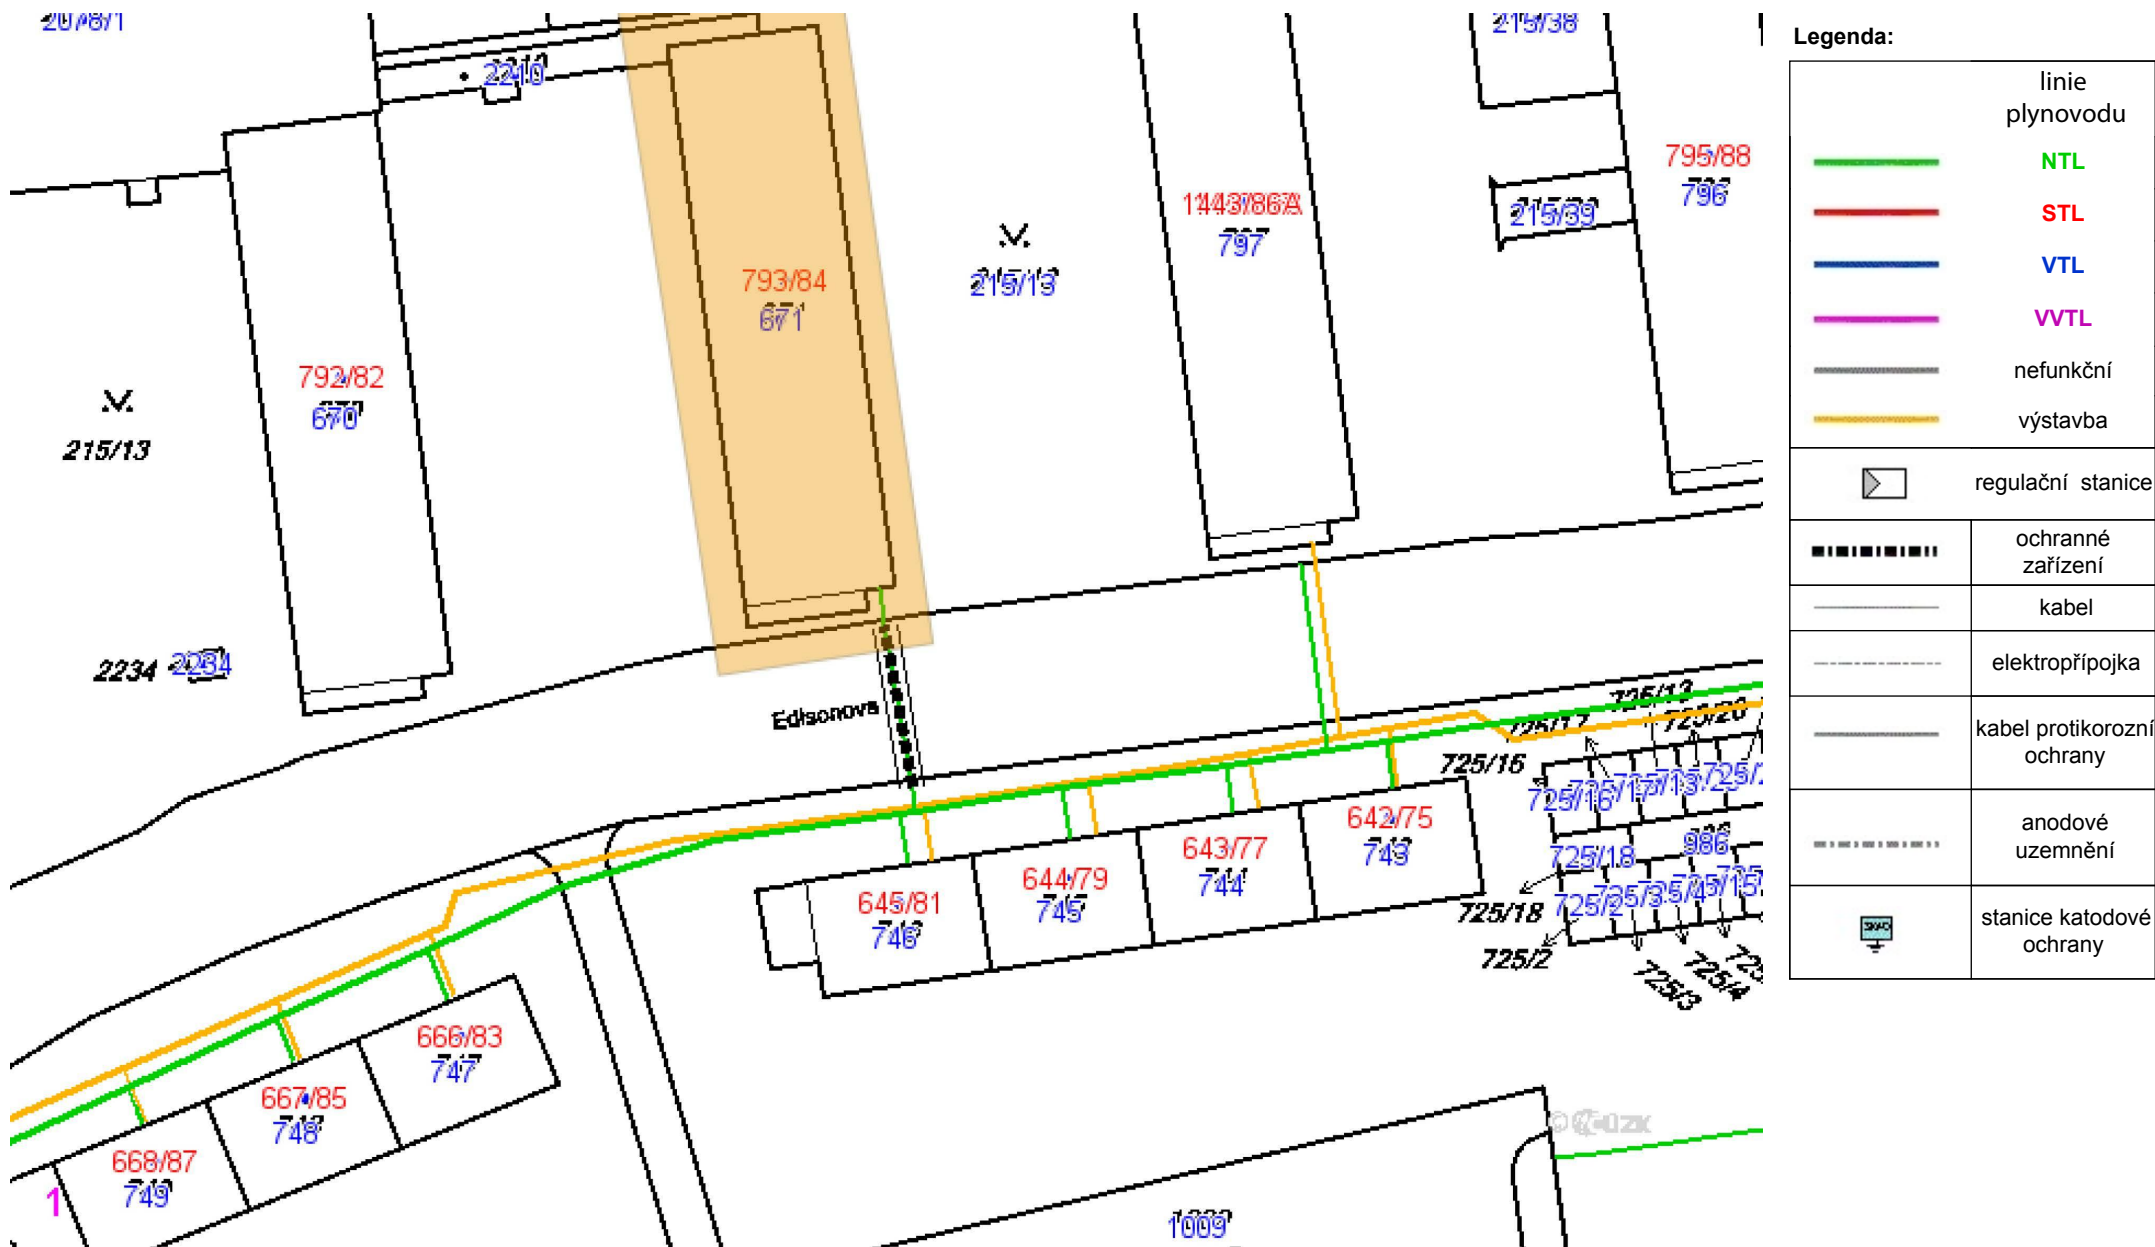 2078/1
2210
215/38
793/84
671
792/82
670
215/13
215/13
1443/86A
797
795/88
796
215/39
2234 2234
Edisonova
725/13
725/17
725/20
725/16
725/16
725/18
986
725/18
725/2
725/2
725/3
725/4
645/81
746
644/79
745
643/77
744
642/75
743
666/83
747
667/85
748
668/87
749
1
1009
Legenda:
linie
plynovodu
NTL
STL
VTL
VVTL
nefunkční
výstavba
regulační stanice
ochranné
zařízení
kabel
elektropřípojka
kabel protikorozní
ochrany
anodové
uzemnění
stanice katodové
ochrany